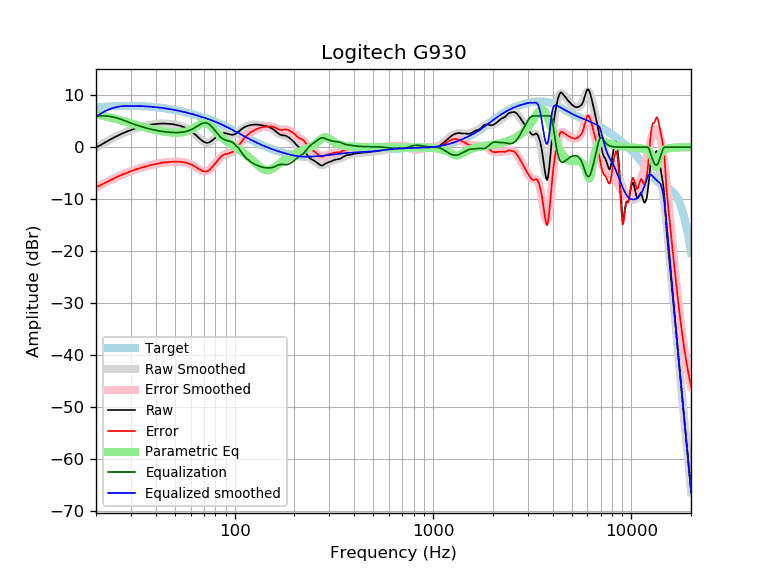 Logitech G930
Amplitude (dBr)
10
0
−10
−20
−30
−40
−50
−60
−70
Target
Raw Smoothed
Error Smoothed
Raw
Error
Parametric Eq
Equalization
Equalized smoothed
100
1000
10000
Frequency (Hz)